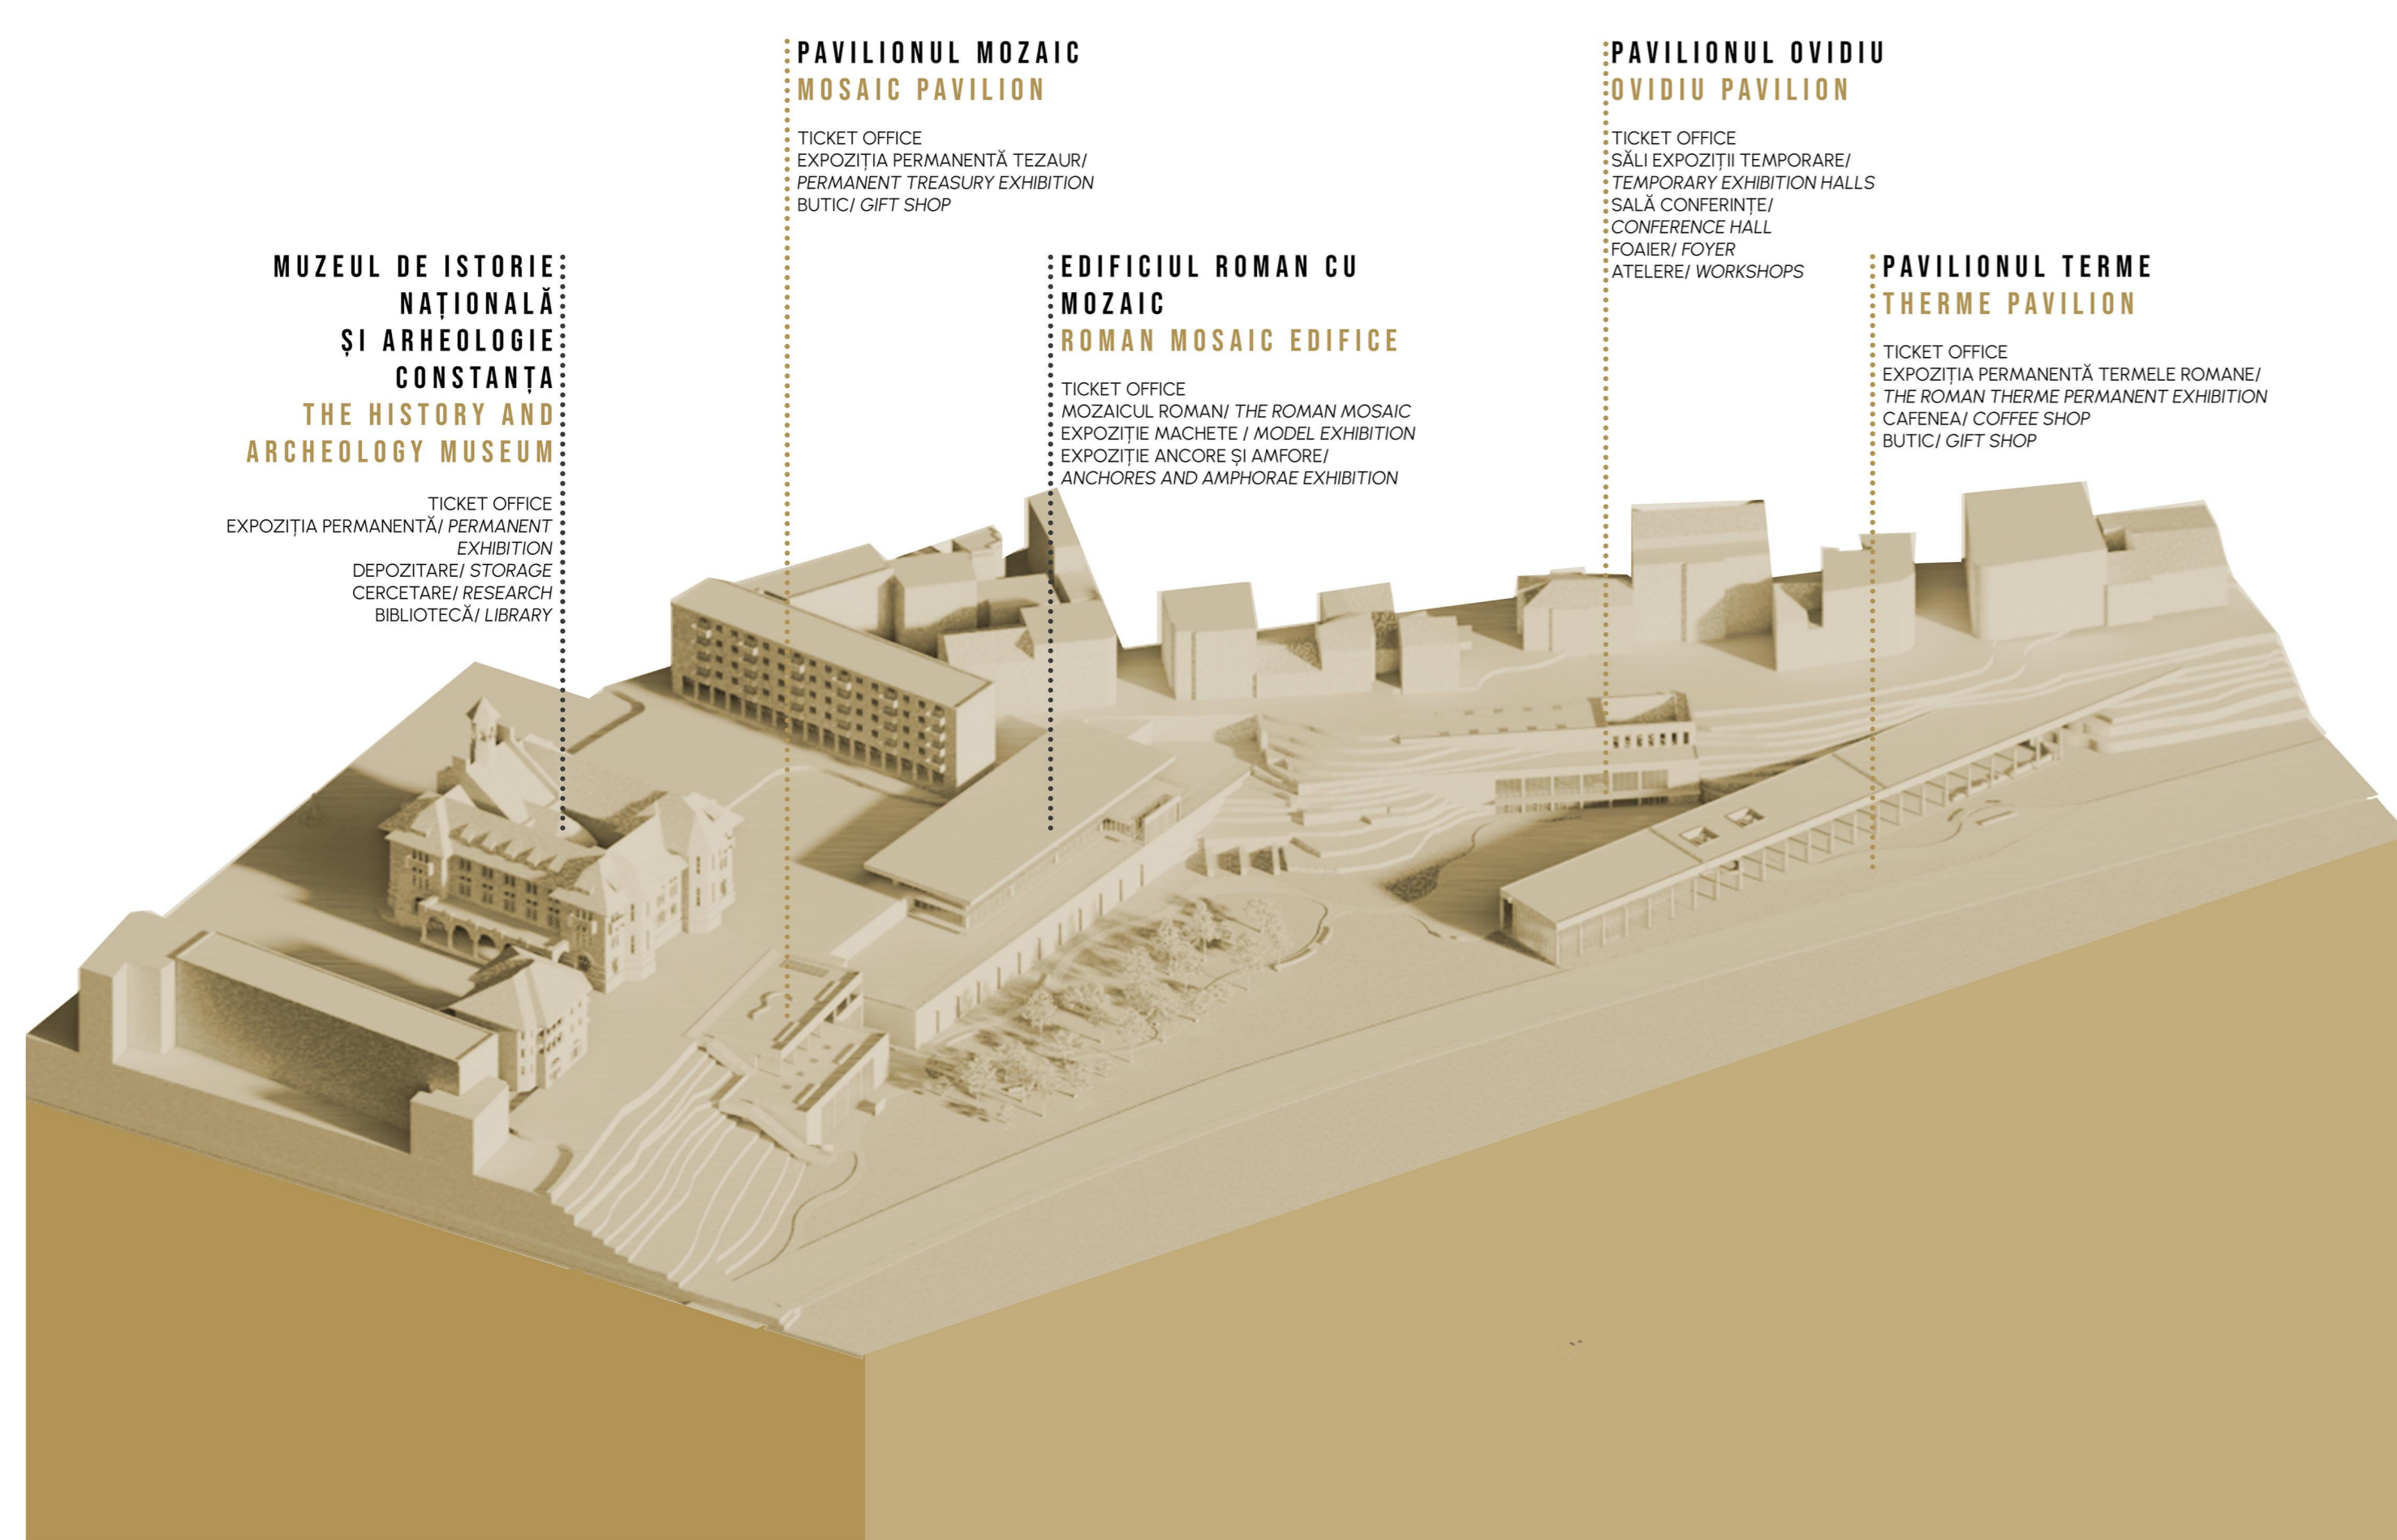 PAVILIONUL MOZAIC
MOSAIC PAVILION
TICKET OFFICE
EXPOZIȚIA PERMANENTĂ TEZAUR/
PERMANENT TREASURY EXHIBITION
BUTIC/ GIFT SHOP
PAVILIONUL OVIDIU
OVIDIU PAVILION
TICKET OFFICE
SĂLI EXPOZIȚII TEMPORARE/
TEMPORARY EXHIBITION HALLS
SALĂ CONFERINȚE/
CONFERENCE HALL
FOAIER/ FOYER
ATELERE/ WORKSHOPS
MUZEUL DE ISTORIE
NAȚIONALĂ
ȘI ARHEOLOGIE
CONSTANȚA
THE HISTORY AND
ARCHEOLOGY MUSEUM
TICKET OFFICE
EXPOZIȚIA PERMANENTĂ/ PERMANENT
EXHIBITION
DEPOZITARE/ STORAGE
CERCETARE/ RESEARCH
BIBLIOTECĂ/ LIBRARY
EDIFICIUL ROMAN CU
MOZAIC
ROMAN MOSAIC EDIFICE
TICKET OFFICE
MOZAICUL ROMAN/ THE ROMAN MOSAIC
EXPOZIȚIE MACHETE / MODEL EXHIBITION
EXPOZIȚIE ANCORE ȘI AMFORE/
ANCHORES AND AMPHORAE EXHIBITION
PAVILIONUL TERME
THERME PAVILION
TICKET OFFICE
EXPOZIȚIA PERMANENTĂ TERMELE ROMANE/
THE ROMAN THERME PERMANENT EXHIBITION
CAFENEA/ COFFEE SHOP
BUTIC/ GIFT SHOP